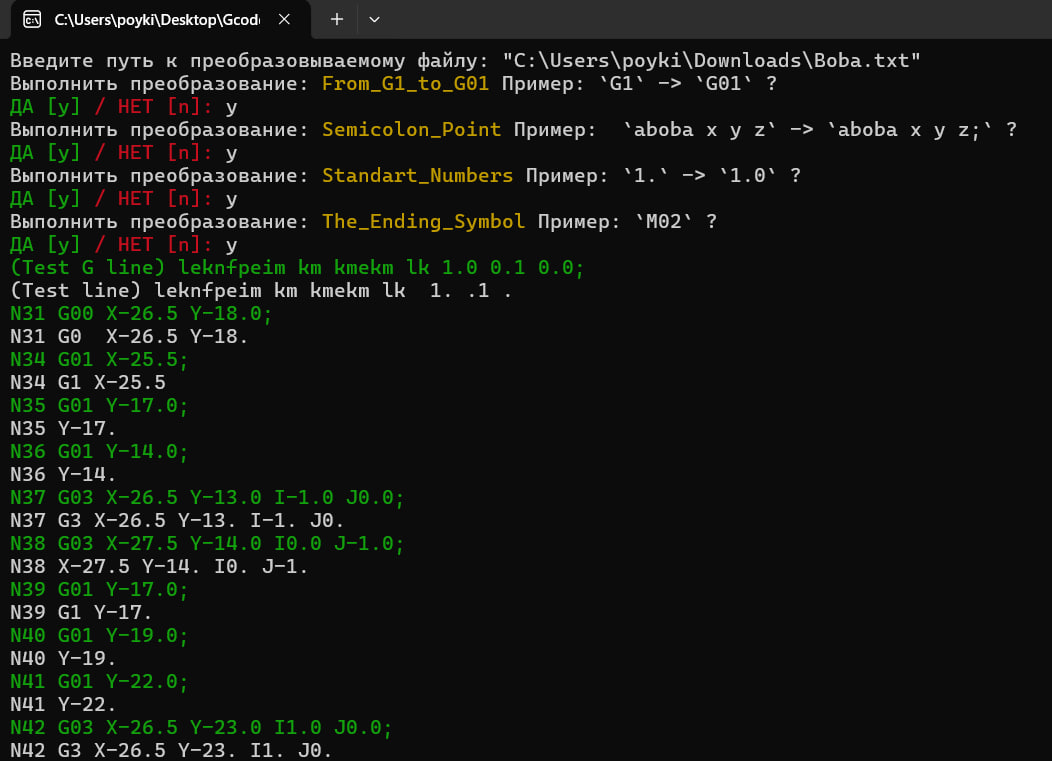 C:\Users\poyki\Desktop\Gcod
Введите путь к преобразовываемому файлу: "C:\Users\poyki\Downloads\Boba.txt"
Выполнить преобразование: From_G1_to_G01 Пример: `G1` -> `G01` ?
ДА [y] / НЕТ [n]: y
Выполнить преобразование: Semicolon_Point Пример:  `aboba x y z` -> `aboba x y z;` ?
ДА [y] / НЕТ [n]: y
Выполнить преобразование: Standart_Numbers Пример: `1.` -> `1.0` ?
ДА [y] / НЕТ [n]: y
Выполнить преобразование: The_Ending_Symbol Пример: `M02` ?
ДА [y] / НЕТ [n]: y
(Test G line) leknfpeim km kmekm lk 1.0 0.1 0.0;
(Test line) leknfpeim km kmekm lk  1. .1 .
N31 G00 X-26.5 Y-18.0;
N31 G0  X-26.5 Y-18.
N34 G01 X-25.5;
N34 G1 X-25.5
N35 G01 Y-17.0;
N35 Y-17.
N36 G01 Y-14.0;
N36 Y-14.
N37 G03 X-26.5 Y-13.0 I-1.0 J0.0;
N37 G3 X-26.5 Y-13. I-1. J0.
N38 G03 X-27.5 Y-14.0 I0.0 J-1.0;
N38 X-27.5 Y-14. I0. J-1.
N39 G01 Y-17.0;
N39 G1 Y-17.
N40 G01 Y-19.0;
N40 Y-19.
N41 G01 Y-22.0;
N41 Y-22.
N42 G03 X-26.5 Y-23.0 I1.0 J0.0;
N42 G3 X-26.5 Y-23. I1. J0.